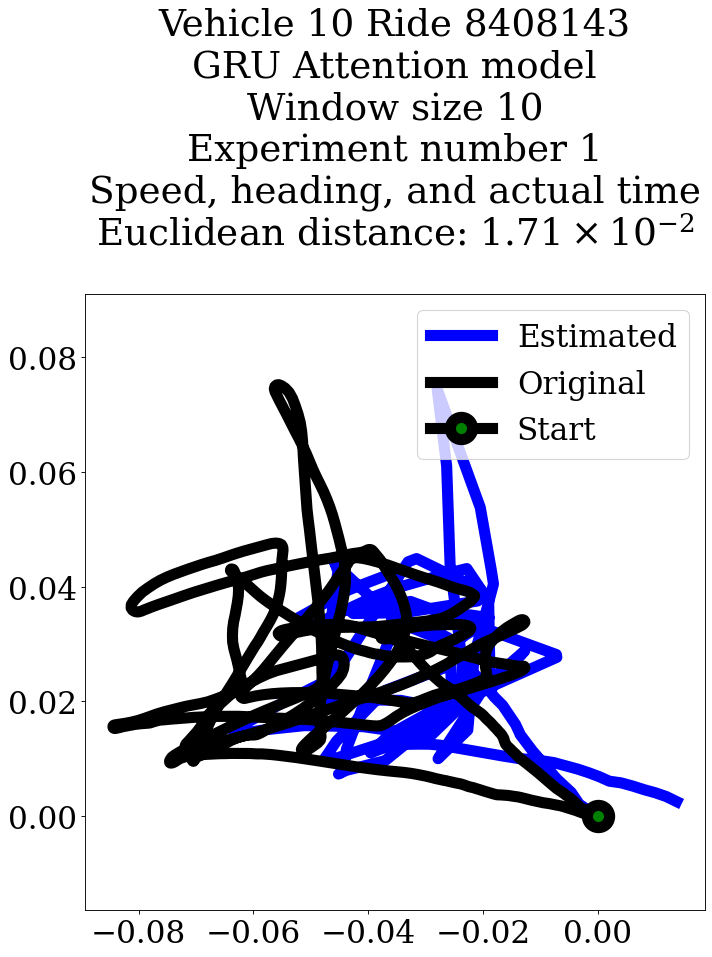 Vehicle 10 Ride 8408143
GRU Attention model
Window size 10
Experiment number 1
Speed, heading, and actual time
Euclidean distance: 1.71 × 10⁻²
Estimated
Original
Start
0.08
0.06
0.04
0.02
0.00
−0.08 −0.06 −0.04 −0.02 0.00